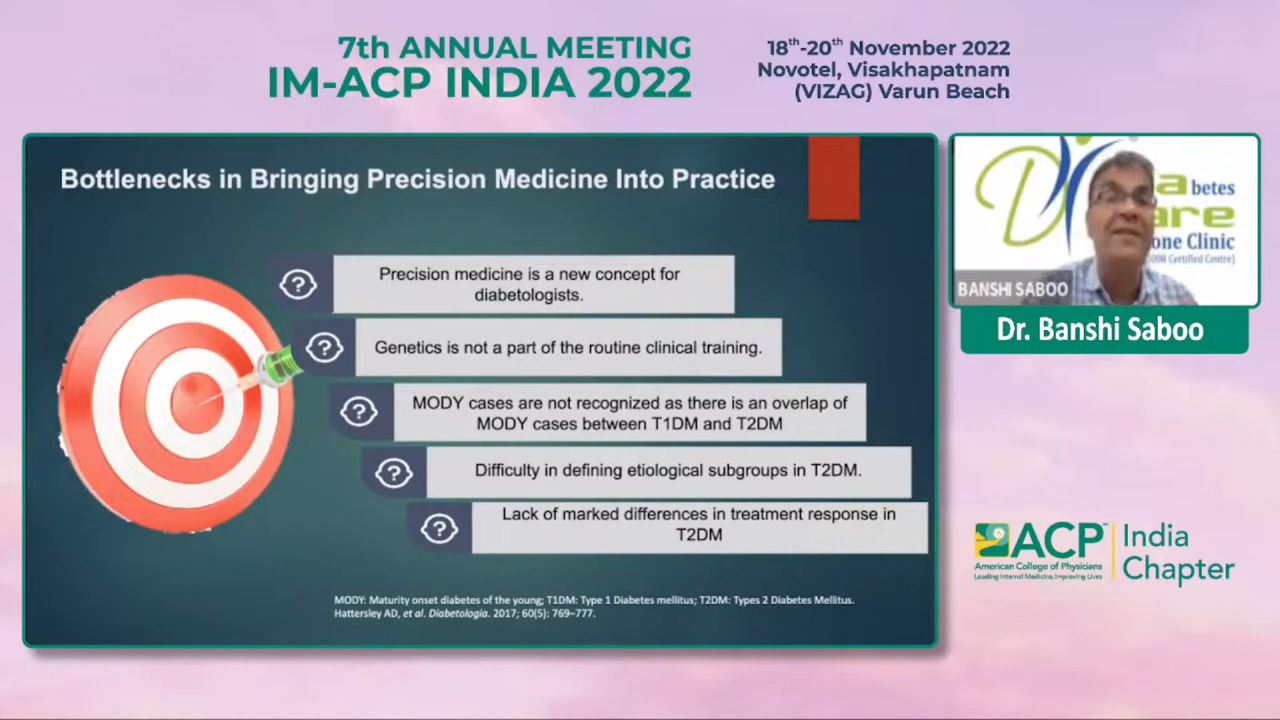 7th ANNUAL MEETING
IM-ACP INDIA 2022
18th-20th November 2022
Novotel, Visakhapatnam
(VIZAG) Varun Beach
Bottlenecks in Bringing Precision Medicine Into Practice
? Precision medicine is a new concept for
diabetologists.
? Genetics is not a part of the routine clinical training.
? MODY cases are not recognized as there is an overlap of
MODY cases between T1DM and T2DM
? Difficulty in defining etiological subgroups in T2DM.
? Lack of marked differences in treatment response in
T2DM
MODY: Maturity onset diabetes of the young; T1DM: Type 1 Diabetes mellitus; T2DM: Types 2 Diabetes Mellitus.
Hattersley AD, et al. Diabetologia. 2017; 60(5): 769–777.
a betes
are
one Clinic
Certified Centre)
BANSHI SABOO
Dr. Banshi Saboo
ACP
American College of Physicians
Leading Internal Medicine, Improving Lives
India
Chapter